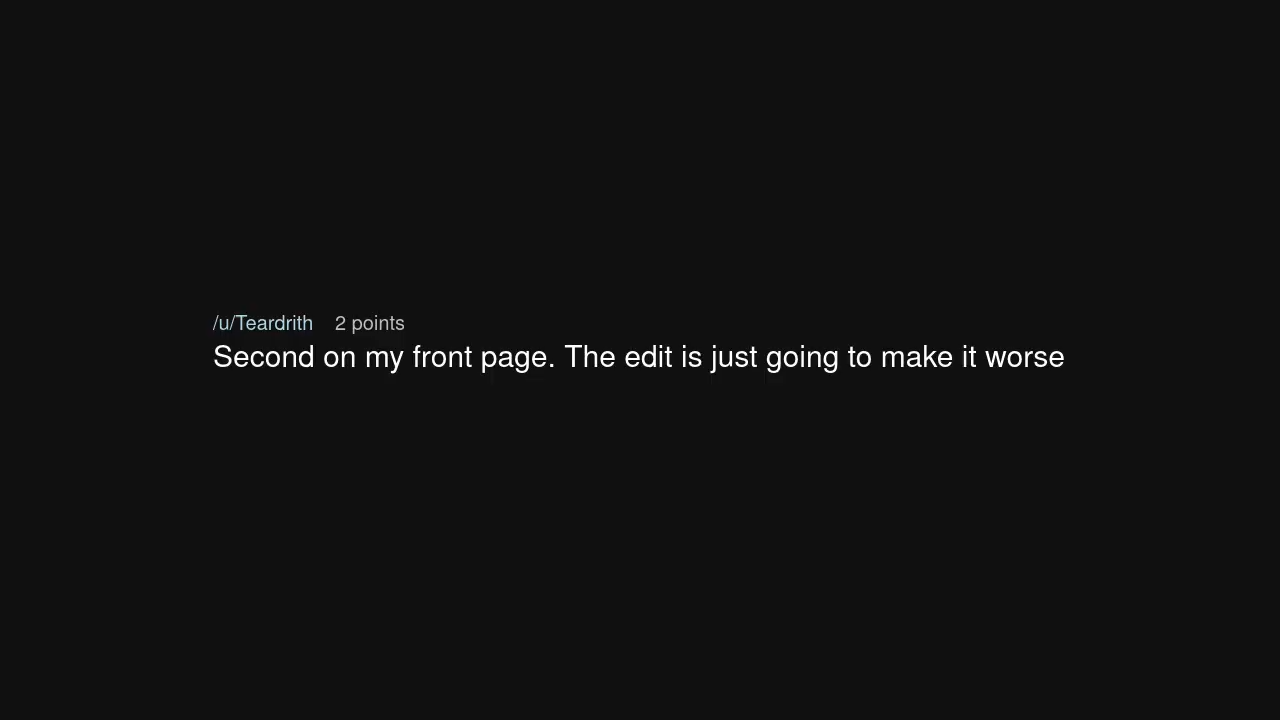 /u/Teardrith 2 points
Second on my front page. The edit is just going to make it worse